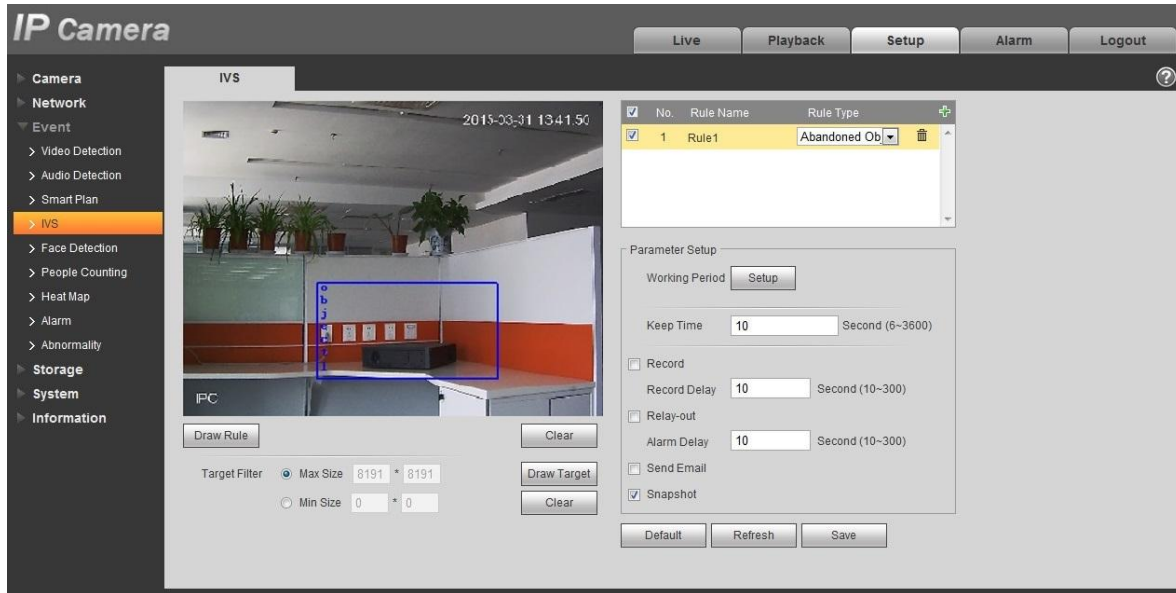 IP Camera
Live Playback Setup Alarm Logout
Camera
Network
Event
Video Detection
Audio Detection
Smart Plan
IVS
Face Detection
People Counting
Heat Map
Alarm
Abnormality
Storage
System
Information
IVS
?
2015-03-31 13:41:50
IPC
Draw Rule Clear
Target Filter Max Size 8191 * 8191 Draw Target
Min Size 0 * 0 Clear
No. Rule Name Rule Type
1 Rule1 Abandoned Ob
Parameter Setup
Working Period Setup
Keep Time 10 Second (6~3600)
Record
Record Delay 10 Second (10~300)
Relay-out
Alarm Delay 10 Second (10~300)
Send Email
Snapshot
Default Refresh Save